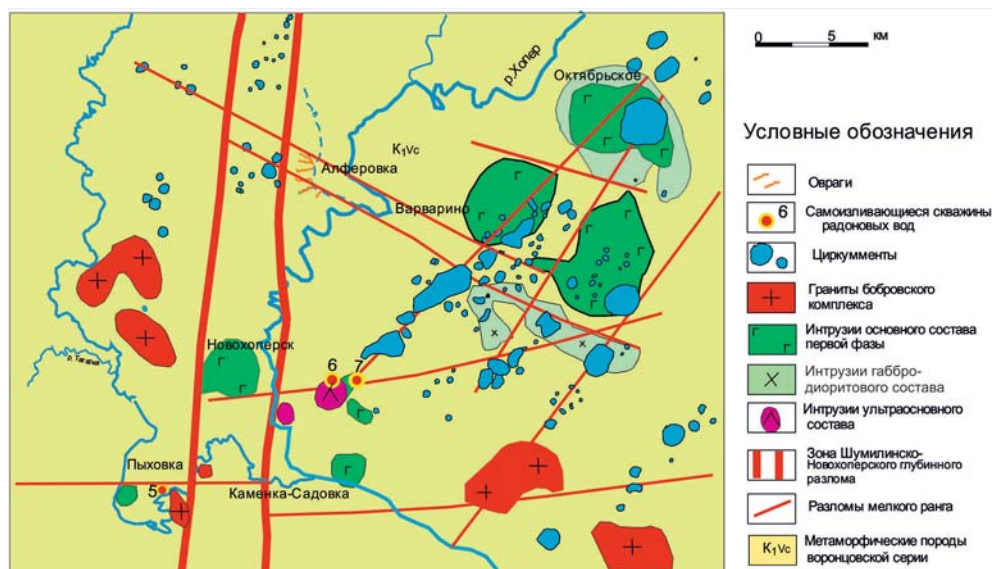 р.Хопер
Октябрьское
K₁Vc
Алферовка
Варварино
Новохоперск
6
7
Пыховка
5
Каменка-Садовка
0 5 км
Условные обозначения
Овраги
6
Самоизливающиеся скважины
радоновых вод
Циркумменты
Граниты бобровского
комплекса
Интрузии основного состава
первой фазы
Интрузии габбро-
диоритового состава
Интрузии ультраосновного
состава
Зона Шумилинско-
Новохоперского глубинного
разлома
Разломы мелкого ранга
K₁Vc
Метаморфические породы
воронцовской серии